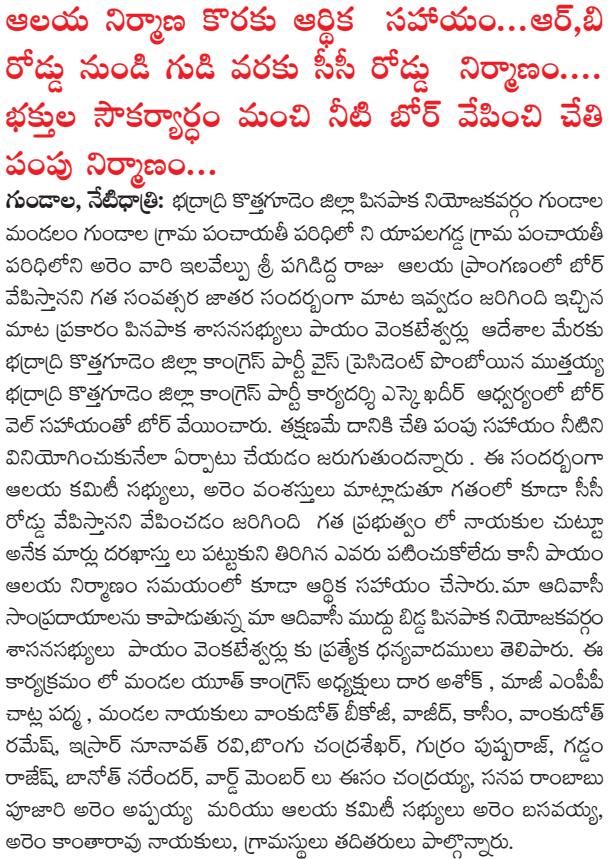 ఆలయ నిర్మాణ కొరకు ఆర్థిక సహాయం...ఆర్,బి
రోడ్డు నుండి గుడి వరకు సీసీ రోడ్డు నిర్మాణం....
భక్తుల సౌకర్యార్ధం మంచి నీటి బోర్ వేపించి చేతి
పంపు నిర్మాణం...
గుండాల, నేటిధాత్రి: భద్రాద్రి కొత్తగూడెం జిల్లా పినపాక నియోజకవర్గం గుండాల
మండలం గుండాల గ్రామ పంచాయతీ పరిధిలో ని యాపలగడ్డ గ్రామ పంచాయతీ
పరిధిలోని అరెం వారి ఇలవేల్పు శ్రీ పగిడిద్ద రాజు ఆలయ ప్రాంగణంలో బోర్
వేపిస్తానని గత సంవత్సర జాతర సందర్బంగా మాట ఇవ్వడం జరిగింది ఇచ్చిన
మాట ప్రకారం పినపాక శాసనసభ్యులు పాయం వెంకటేశ్వర్లు ఆదేశాల మేరకు
భద్రాద్రి కొత్తగూడెం జిల్లా కాంగ్రెస్ పార్టీ వైస్ ప్రెసిడెంట్ పొంబోయిన ముత్తయ్య
భద్రాద్రి కొత్తగూడెం జిల్లా కాంగ్రెస్ పార్టీ కార్యదర్శి ఎస్కె ఖదీర్ ఆధ్వర్యంలో బోర్
వెల్ సహాయంతో బోర్ వేయించారు. తక్షణమే దానికి చేతి పంపు సహాయం నీటిని
వినియోగించుకునేలా ఏర్పాటు చేయడం జరుగుతుందన్నారు . ఈ సందర్బంగా
ఆలయ కమిటీ సభ్యులు, అరెం వంశస్తులు మాట్లాడుతూ గతంలో కూడా సీసీ
రోడ్డు వేపిస్తానని వేపించడం జరిగింది గత ప్రభుత్వం లో నాయకుల చుట్టూ
అనేక మార్లు దరఖాస్తు లు పట్టుకుని తిరిగిన ఎవరు పటించుకోలేదు కానీ పాయం
ఆలయ నిర్మాణం సమయంలో కూడా ఆర్థిక సహాయం చేసారు.మా ఆదివాసీ
సాంప్రదాయాలను కాపాడుతున్న మా ఆదివాసీ ముద్దు బిడ్డ పినపాక నియోజకవర్గం
శాసనసభ్యులు పాయం వెంకటేశ్వర్లు కు ప్రత్యేక ధన్యవాదములు తెలిపారు. ఈ
కార్యక్రమం లో మండల యూత్ కాంగ్రెస్ అధ్యక్షులు దార అశోక్ , మాజీ ఎంపీపీ
చాట్ల పద్మ , మండల నాయకులు వాంకుడోత్ బీకోజీ, వాజీద్, కాసీం, వాంకుడోత్
రమేష్, ఇస్రార్ నూనావత్ రవి,బొంగు చంద్రశేఖర్, గుర్రం పుష్పరాజ్, గడ్డం
రాజేష్, బానోత్ నరేందర్, వార్డ్ మెంబర్ లు ఈసం చంద్రయ్య, సనప రాంబాబు
పూజారి అరెం అప్పయ్య మరియు ఆలయ కమిటీ సభ్యులు అరెం బసవయ్య,
అరెం కాంతారావు నాయకులు, గ్రామస్థులు తదితరులు పాల్గొన్నారు.